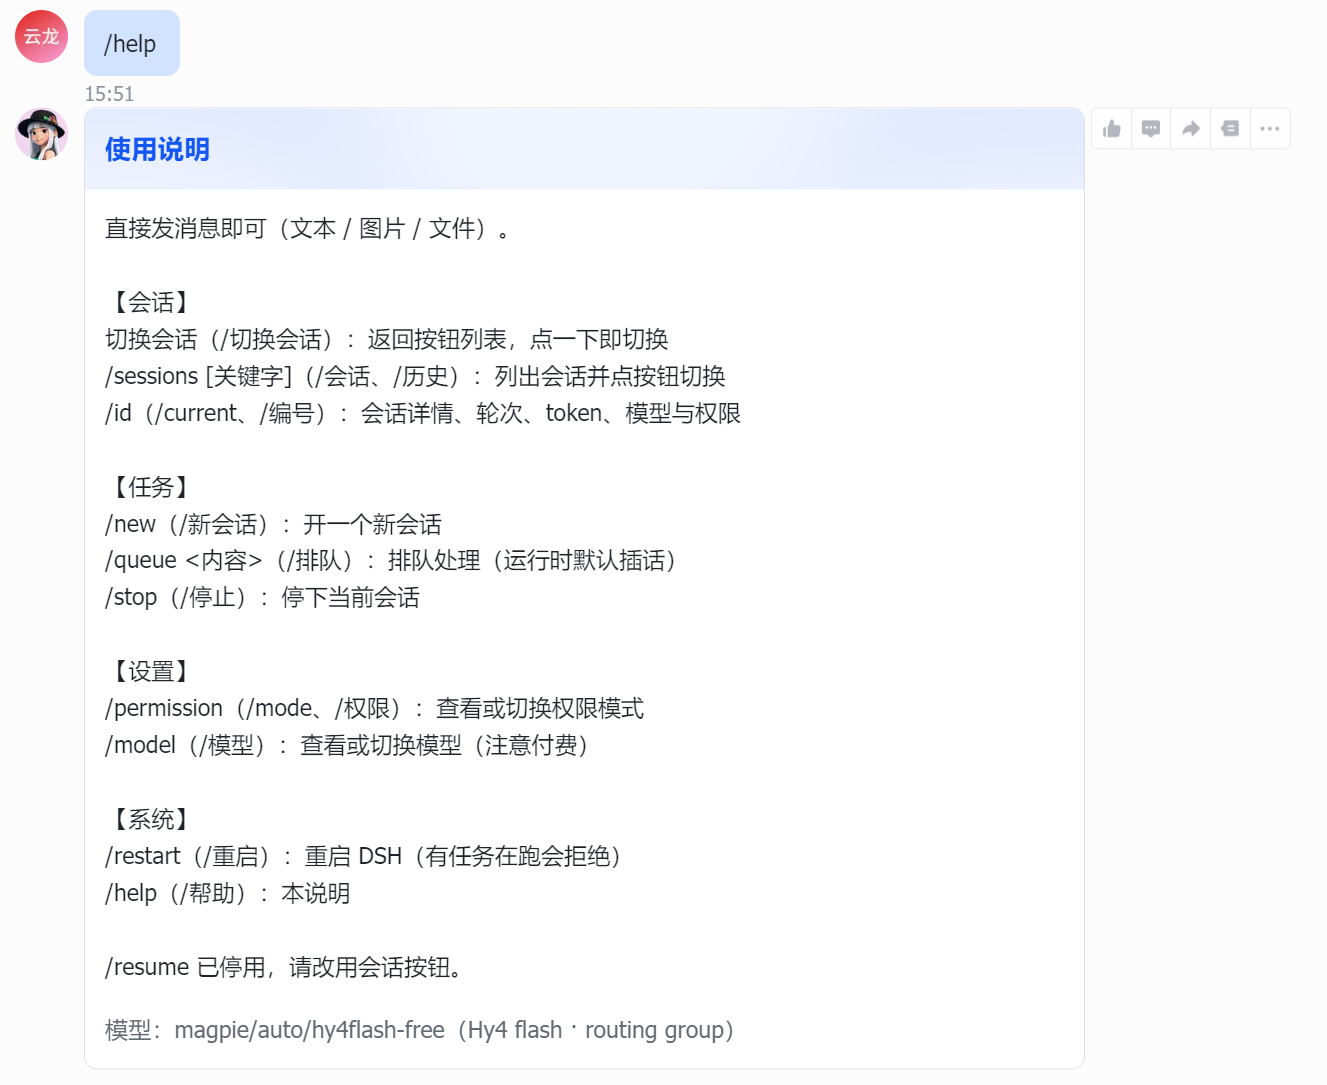 云龙
/help
15:51
使用说明
直接发消息即可（文本 / 图片 / 文件）。
【会话】
切换会话（/切换会话）：返回按钮列表，点一下即切换
/sessions [关键字]（/会话、/历史）：列出会话并点按钮切换
/id（/current、/编号）：会话详情、轮次、token、模型与权限
【任务】
/new（/新会话）：开一个新会话
/queue <内容>（/排队）：排队处理（运行时默认插话）
/stop（/停止）：停下当前会话
【设置】
/permission（/mode、/权限）：查看或切换权限模式
/model（/模型）：查看或切换模型（注意付费）
【系统】
/restart（/重启）：重启 DSH（有任务在跑会拒绝）
/help（/帮助）：本说明
/resume 已停用，请改用会话按钮。
模型：magpie/auto/hy4flash-free（Hy4 flash · routing group）